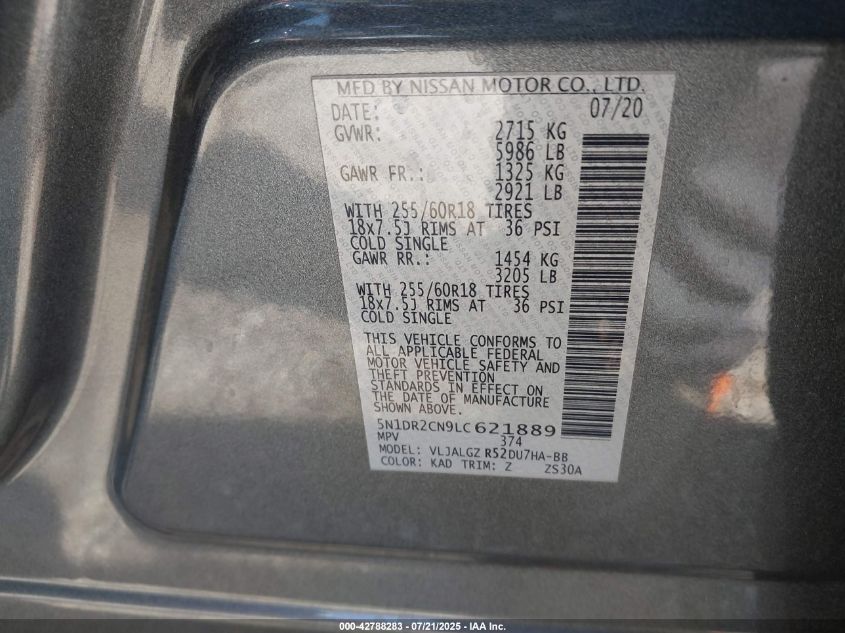 MFD BY NISSAN MOTOR CO., LTD.
DATE: 07/20
GVWR: 2715 KG
5986 LB
GAWR FR.: 1325 KG
2921 LB
WITH 255/60R18 TIRES
18x7.5J RIMS AT 36 PSI
COLD SINGLE
GAWR RR.: 1454 KG
3205 LB
WITH 255/60R18 TIRES
18x7.5J RIMS AT 36 PSI
COLD SINGLE
THIS VEHICLE CONFORMS TO
ALL APPLICABLE FEDERAL
MOTOR VEHICLE SAFETY AND
THEFT PREVENTION
STANDARDS IN EFFECT ON
THE DATE OF MANUFACTURE
SHOWN ABOVE.
5N1DR2CN9LC621889
MPV 374
MODEL: VLJALGZ R52DU7HA-BB
COLOR: KAD TRIM: Z ZS30A
000-42788283 - 07/21/2025 - IAA Inc.